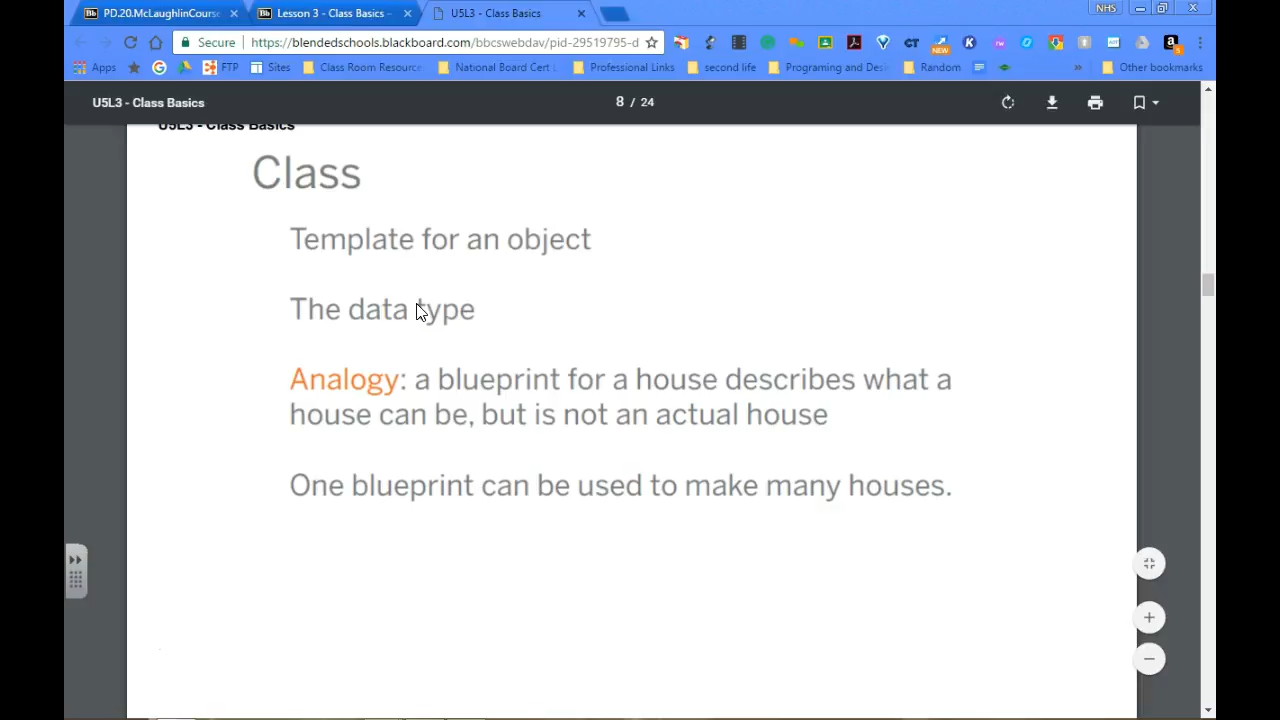 PD.20.McLaughlinCourse
Lesson 3 - Class Basics –
U5L3 - Class Basics
NHS
Secure
https://blendedschools.blackboard.com/bbcswebdav/pid-29519795-d
Apps
FTP
Sites
Class Room Resource
National Board Cert
Professional Links
second life
Programing and Des
Random
»
Other bookmarks
U5L3 - Class Basics
8 / 24
U5L3 - Class Basics
Class
Template for an object
The data type
Analogy: a blueprint for a house describes what a
house can be, but is not an actual house
One blueprint can be used to make many houses.